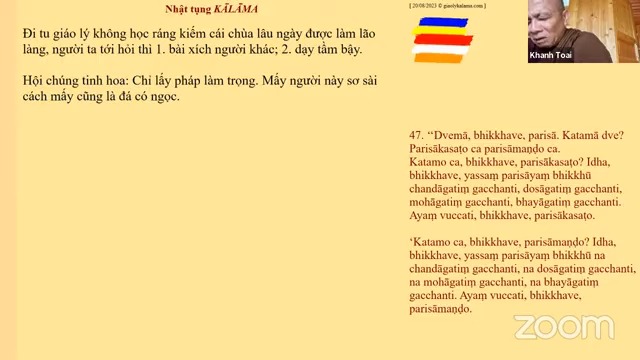 Nhật tụng KĀLĀMA
Đi tu giáo lý không học ráng kiếm cái chùa lâu ngày được làm lão
làng, người ta tới hỏi thì 1. bài xích người khác; 2. dạy tầm bậy.
Hội chúng tinh hoa: Chỉ lấy pháp làm trọng. Mấy người này sơ sài
cách mấy cũng là đá có ngọc.
[ 20/08/2023 © giaolykalama.com ]
Khanh Toai
47. “Dvemā, bhikkhave, parisā. Katamā dve?
Parisākasaṭo ca parisāmaṇḍo ca.
Katamo ca, bhikkhave, parisākasaṭo? Idha,
bhikkhave, yassaṃ parisāyaṃ bhikkhū
chandāgatiṃ gacchanti, dosāgatiṃ gacchanti,
mohāgatiṃ gacchanti, bhayāgatiṃ gacchanti.
Ayaṃ vuccati, bhikkhave, parisākasaṭo.
‘Katamo ca, bhikkhave, parisāmaṇḍo? Idha,
bhikkhave, yassaṃ parisāyaṃ bhikkhū na
chandāgatiṃ gacchanti, na dosāgatiṃ gacchanti,
na mohāgatiṃ gacchanti, na bhayāgatiṃ
gacchanti. Ayaṃ vuccati, bhikkhave,
parisāmaṇḍo.
zoom